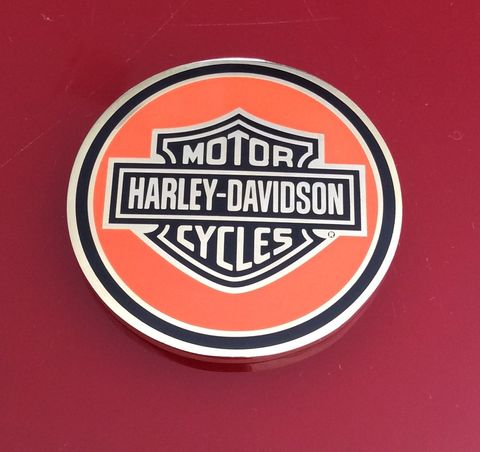 MOTOR
HARLEY-DAVIDSON
CYCLES
®